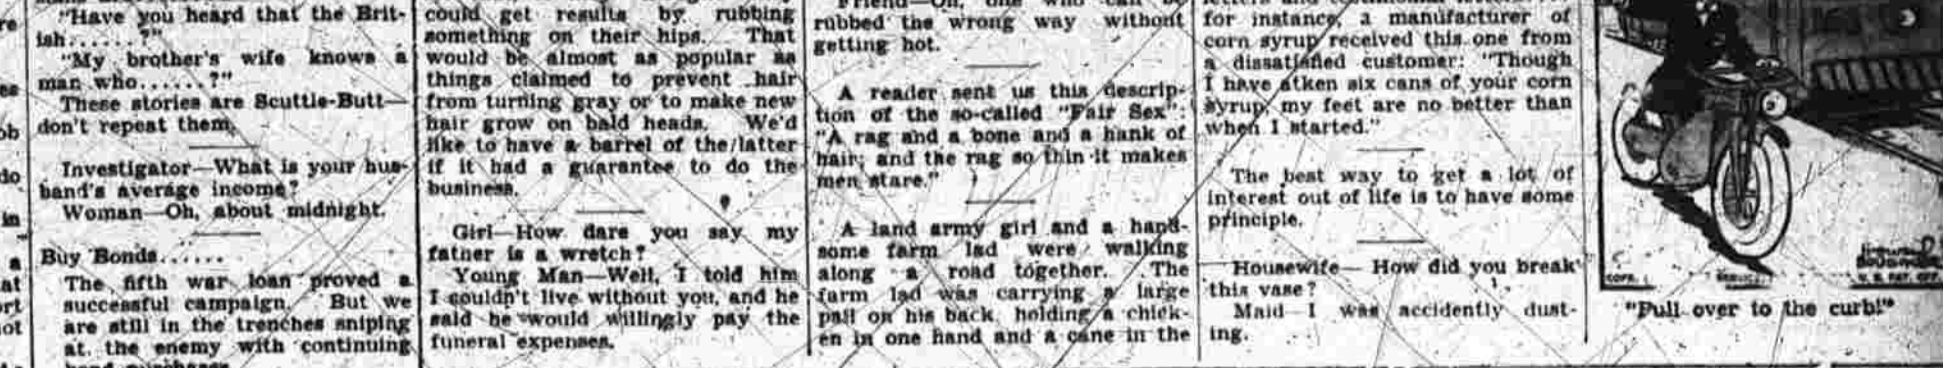 "Have you heard that the Brit-
ish......?"
"My brother's wife knows a
man who......?"
These stories are Scuttle-Butt—
don't repeat them.
Investigator—What is your hus-
band's average income?
Woman—Oh, about midnight.
Buy Bonds......
The fifth war loan proved a
successful campaign. But we
are still in the trenches sniping
at the enemy with continuing
could get results by rubbing
something on their hips. That
would be almost as popular as
things claimed to prevent hair
from turning gray or to make new
hair grow on bald heads. We'd
like to have a barrel of the latter
if it had a guarantee to do the
business.
Girl—How dare you say my
father is a wretch?
Young Man—Well, I told him
I couldn't live without you, and he
said he would willingly pay the
funeral expenses.
rubbed the wrong way without
getting hot.
A reader sent us this descrip-
tion of the so-called "Fair Sex":
"A rag and a bone and a hank of
hair; and the rag so thin it makes
men stare."
A land army girl and a hand-
some farm lad were walking
along a road together. The
farm lad was carrying a large
pail on his back, holding a chick-
en in one hand and a cane in the
for instance, a manufacturer of
corn syrup received this one from
a dissatisfied customer: "Though
I have atken six cans of your corn
syrup, my feet are no better than
when I started."
The best way to get a lot of
interest out of life is to have some
principle.
Housewife— How did you break
this vase?
Maid—I was accidently dust-
ing.
"Pull over to the curb!"